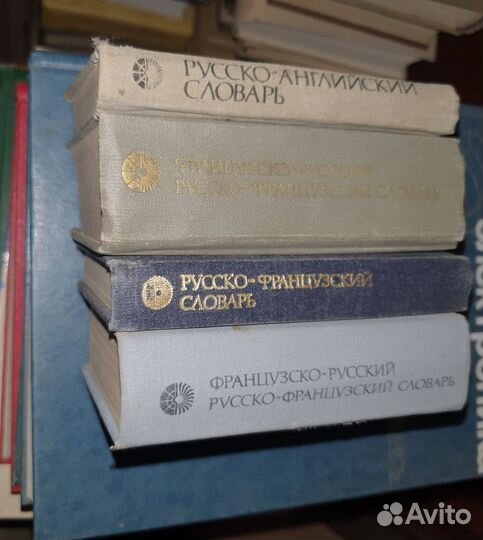 РУССКО-АНГЛИЙСКИЙ
СЛОВАРЬ
ФРАНЦУЗСКО-РУССКИЙ
РУССКО-ФРАНЦУЗСКИЙ СЛОВАРЬ
РУССКО-ФРАНЦУЗСКИЙ
СЛОВАРЬ
ФРАНЦУЗСКО-РУССКИЙ
РУССКО-ФРАНЦУЗСКИЙ СЛОВАРЬ
Avito